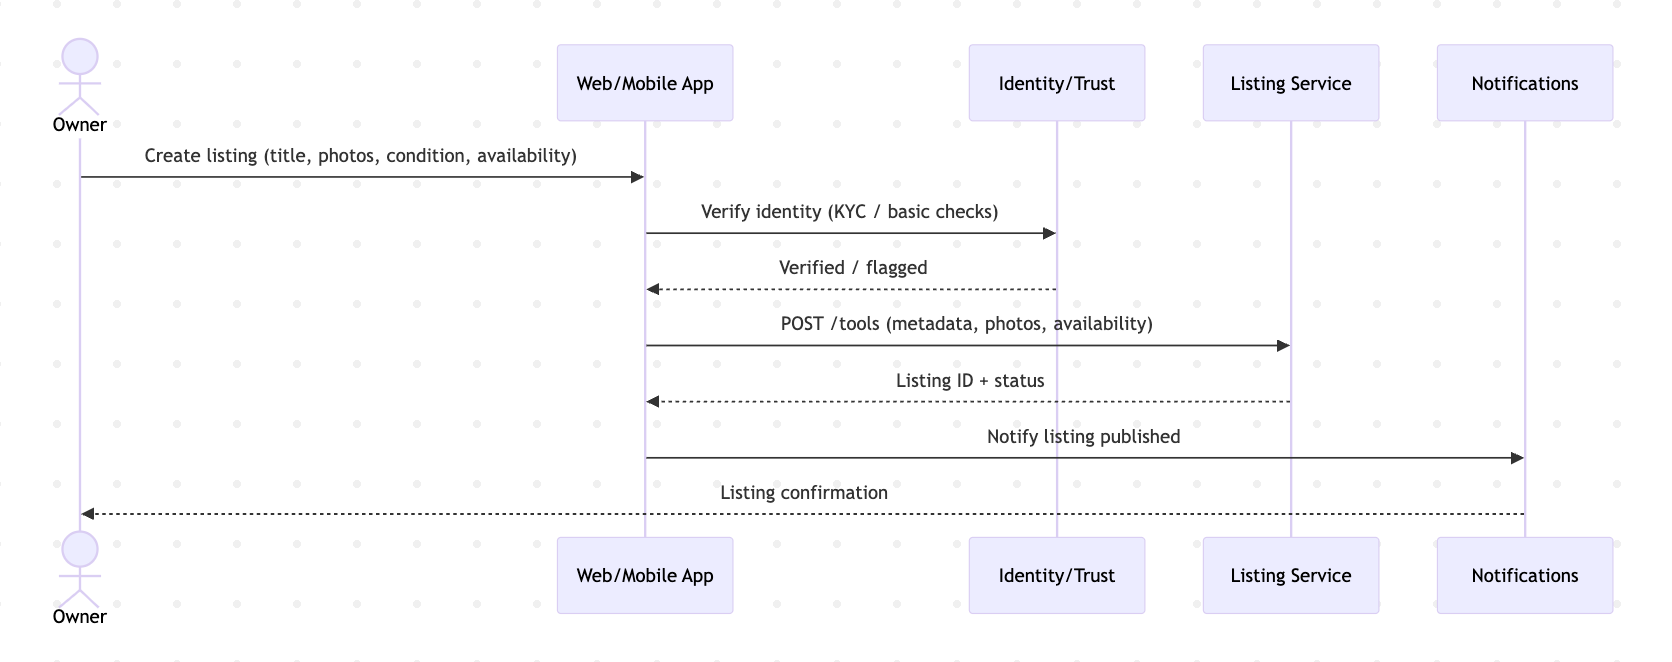 Owner
Web/Mobile App
Identity/Trust
Listing Service
Notifications
Create listing (title, photos, condition, availability)
Verify identity (KYC / basic checks)
Verified / flagged
POST /tools (metadata, photos, availability)
Listing ID + status
Notify listing published
Listing confirmation
Owner
Web/Mobile App
Identity/Trust
Listing Service
Notifications